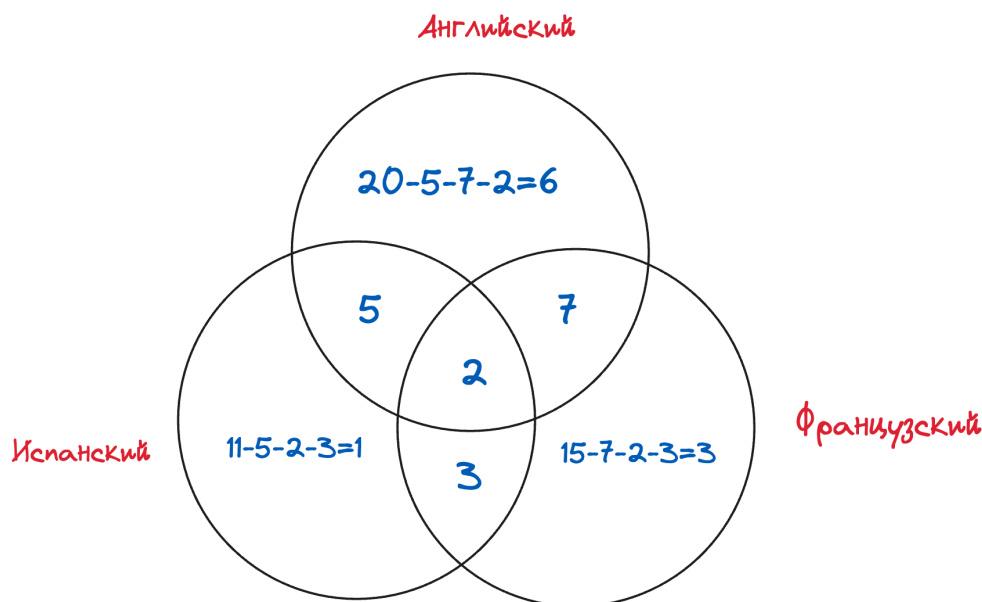 Английский
20-5-7-2=6
5
7
2
Французский
Испанский
11-5-2-3=1
15-7-2-3=3
3